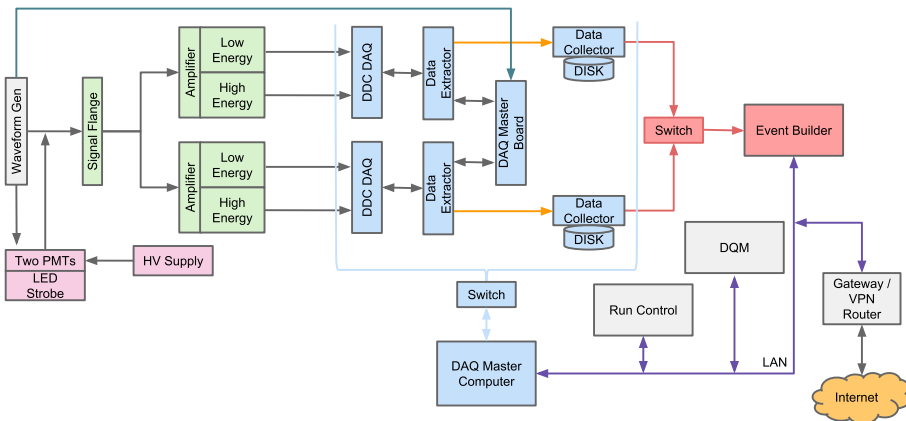 Waveform Gen
Signal Flange
Amplifier
Low
Energy
High
Energy
DDC DAQ
Data
Extractor
Data
Collector
DISK
DAQ Master
Board
Switch
Event Builder
Amplifier
Low
Energy
High
Energy
DDC DAQ
Data
Extractor
Data
Collector
DISK
Two PMTs
LED
Strobe
HV Supply
Switch
DAQ Master
Computer
Run Control
DQM
LAN
Gateway /
VPN
Router
Internet